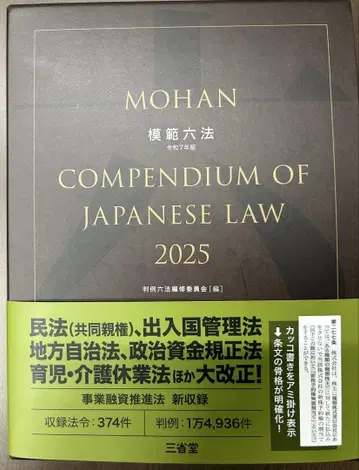 MOHAN
模範六法
令和7年版
COMPENDIUM OF
JAPANESE LAW
2025
判例六法編修委員会[編]
民法(共同親権)、出入国管理法
地方自治法、政治資金規正法
育児・介護休業法ほか大改正!
事業融資推進法 新収録
収録法令:374件
判例:154,936件
三省堂
カッコ書きをアミ掛け表示
↓条文の骨格が明確化!